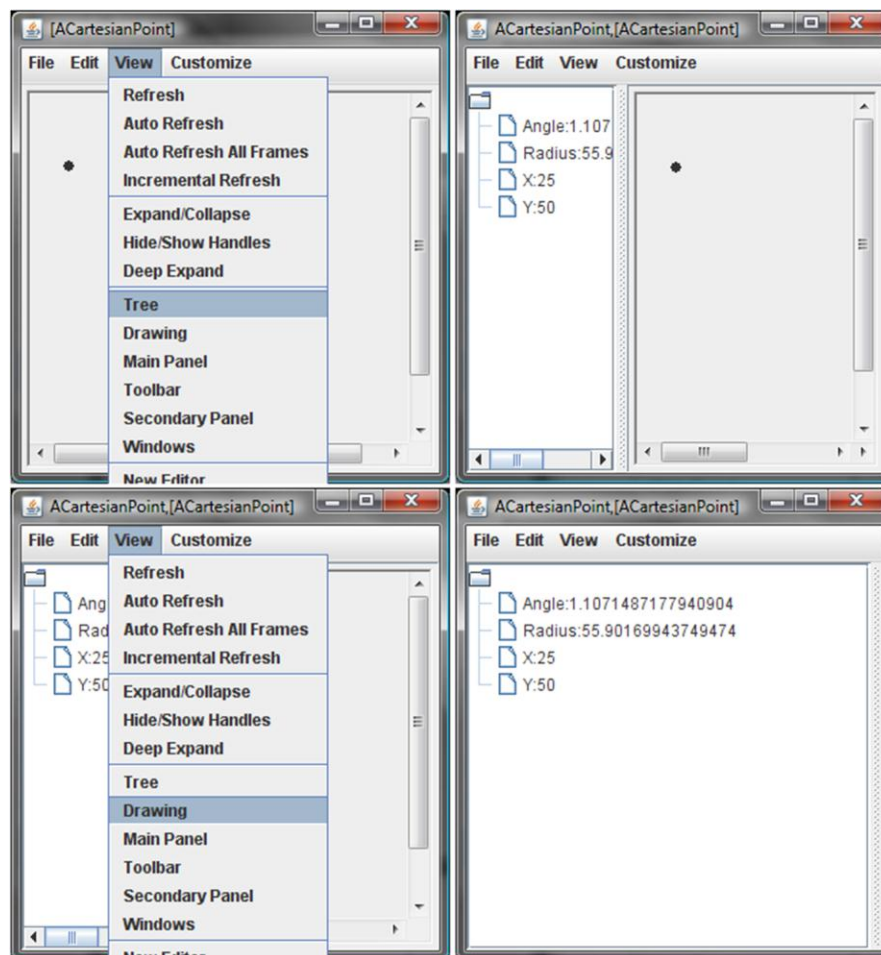 [ACartesianPoint]
File Edit View Customize
Refresh
Auto Refresh
Auto Refresh All Frames
Incremental Refresh
Expand/Collapse
Hide/Show Handles
Deep Expand
Tree
Drawing
Main Panel
Toolbar
Secondary Panel
Windows
New Editor
ACartesianPoint,[ACartesianPoint]
File Edit View Customize
Angle:1.107
Radius:55.9
X:25
Y:50
ACartesianPoint,[ACartesianPoint]
File Edit View Customize
Ang
Rad
X:25
Y:50
Refresh
Auto Refresh
Auto Refresh All Frames
Incremental Refresh
Expand/Collapse
Hide/Show Handles
Deep Expand
Tree
Drawing
Main Panel
Toolbar
Secondary Panel
Windows
New Editor
ACartesianPoint,[ACartesianPoint]
File Edit View Customize
Angle:1.1071487177940904
Radius:55.90169943749474
X:25
Y:50